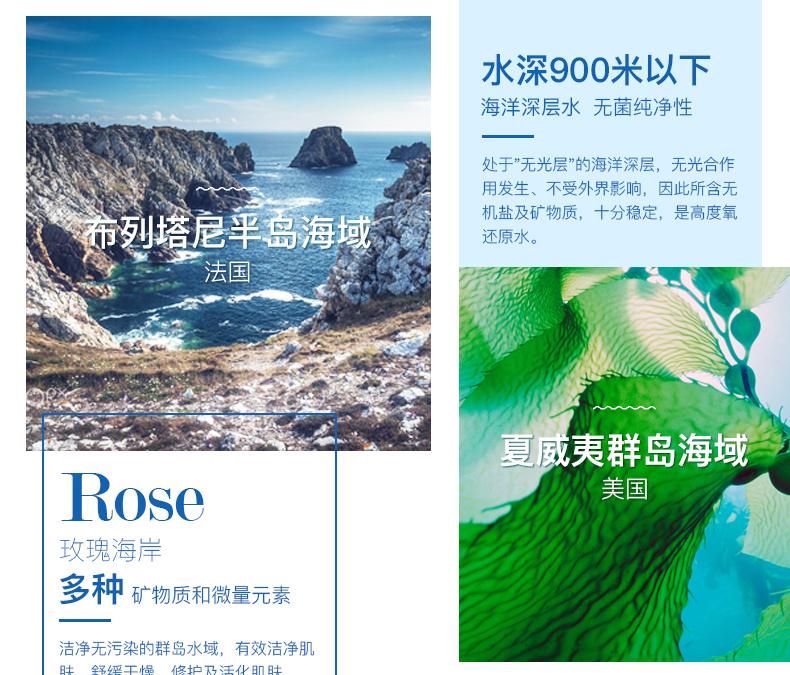 布列塔尼半岛海域
法国
Rose
玫瑰海岸
多种 矿物质和微量元素
洁净无污染的群岛水域，有效洁净肌
肤，舒缓干燥，修护及活化肌肤
水深900米以下
海洋深层水 无菌纯净性
处于”无光层”的海洋深层，无光合作
用发生、不受外界影响，因此所含无
机盐及矿物质，十分稳定，是高度氧
还原水。
夏威夷群岛海域
美国